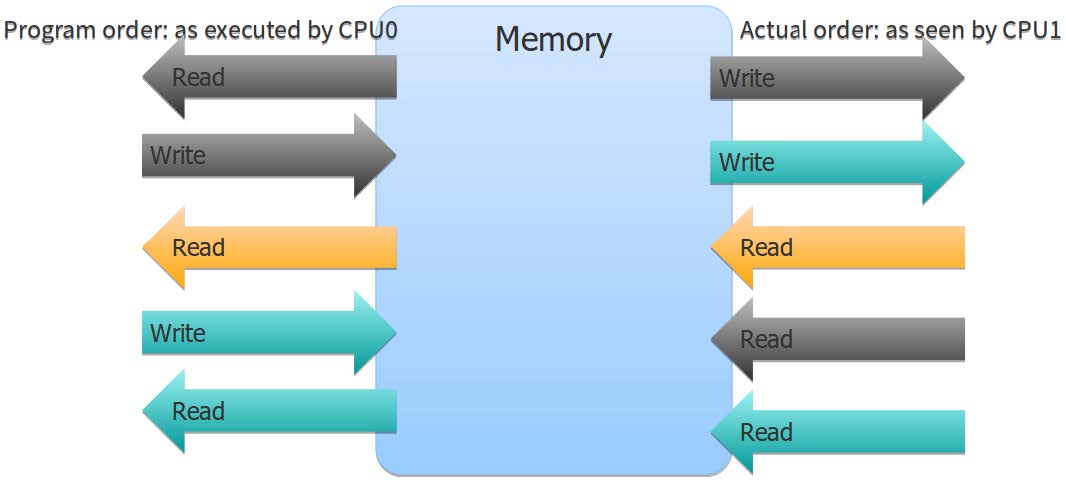 Program order: as executed by CPU0
Memory
Actual order: as seen by CPU1
Read
Write
Write
Write
Read
Read
Write
Read
Read
Read